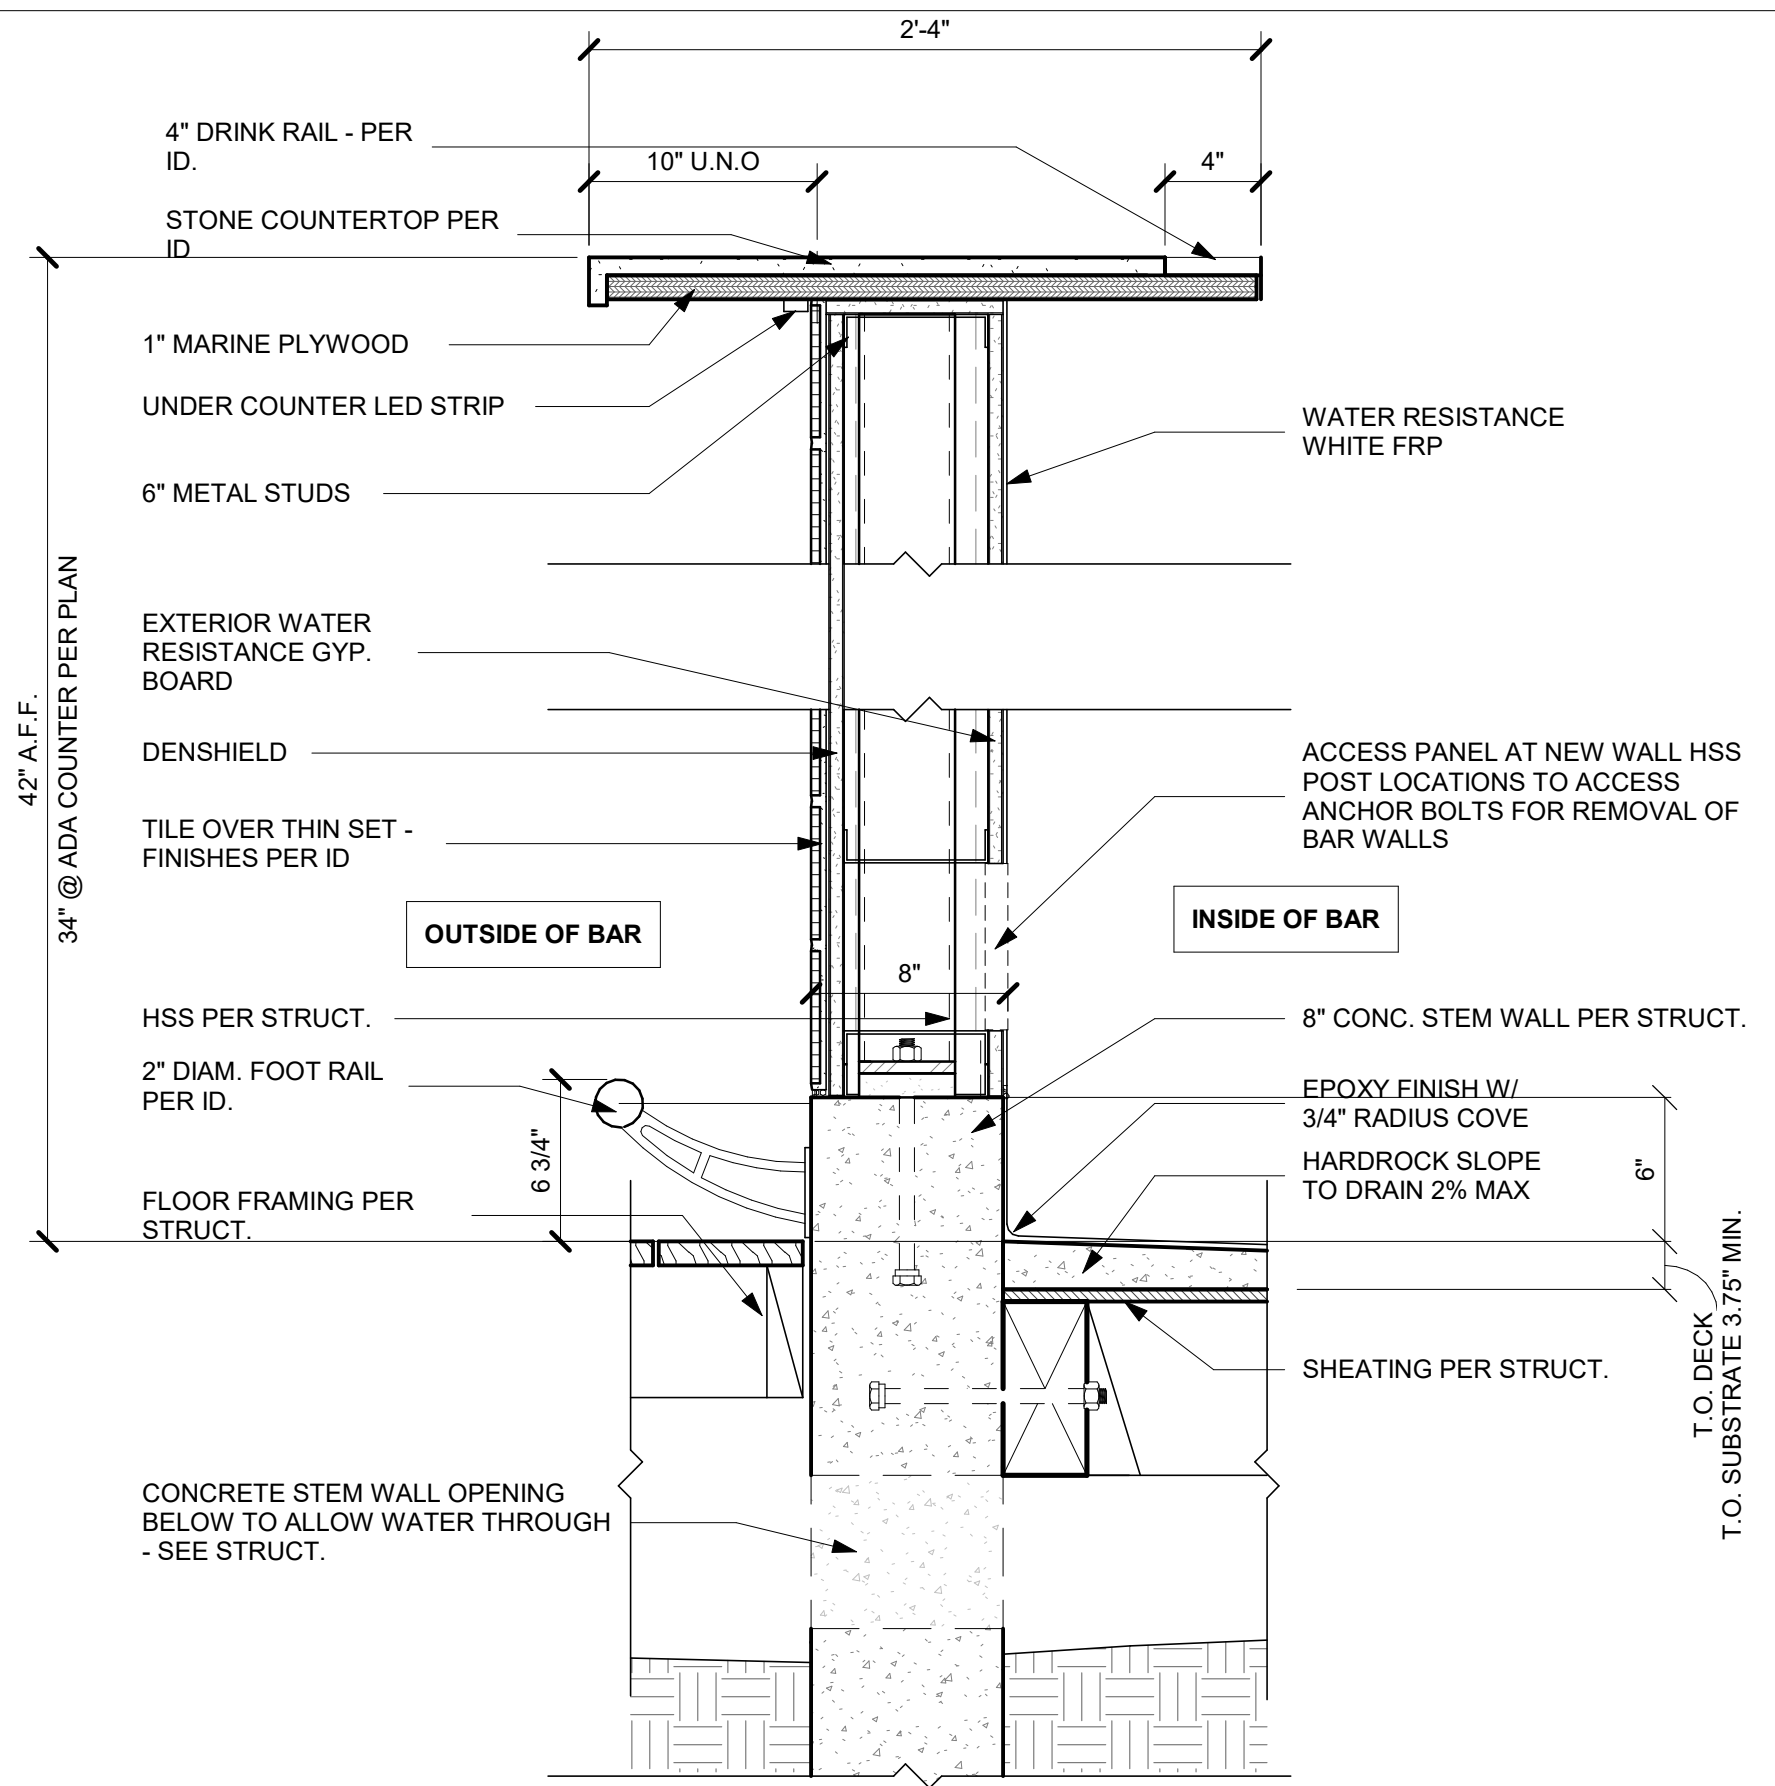 2'-4"
4" DRINK RAIL - PER
ID.
10" U.N.O
4"
STONE COUNTERTOP PER
ID
1" MARINE PLYWOOD
UNDER COUNTER LED STRIP
6" METAL STUDS
WATER RESISTANCE
WHITE FRP
42" A.F.F.
34" @ ADA COUNTER PER PLAN
EXTERIOR WATER
RESISTANCE GYP.
BOARD
DENSHIELD
TILE OVER THIN SET -
FINISHES PER ID
ACCESS PANEL AT NEW WALL HSS
POST LOCATIONS TO ACCESS
ANCHOR BOLTS FOR REMOVAL OF
BAR WALLS
OUTSIDE OF BAR
INSIDE OF BAR
8"
HSS PER STRUCT.
8" CONC. STEM WALL PER STRUCT.
2" DIAM. FOOT RAIL
PER ID.
EPOXY FINISH W/
3/4" RADIUS COVE
6 3/4"
HARDROCK SLOPE
TO DRAIN 2% MAX
6"
FLOOR FRAMING PER
STRUCT.
SHEATING PER STRUCT.
T.O. DECK
T.O. SUBSTRATE 3.75" MIN.
CONCRETE STEM WALL OPENING
BELOW TO ALLOW WATER THROUGH
- SEE STRUCT.